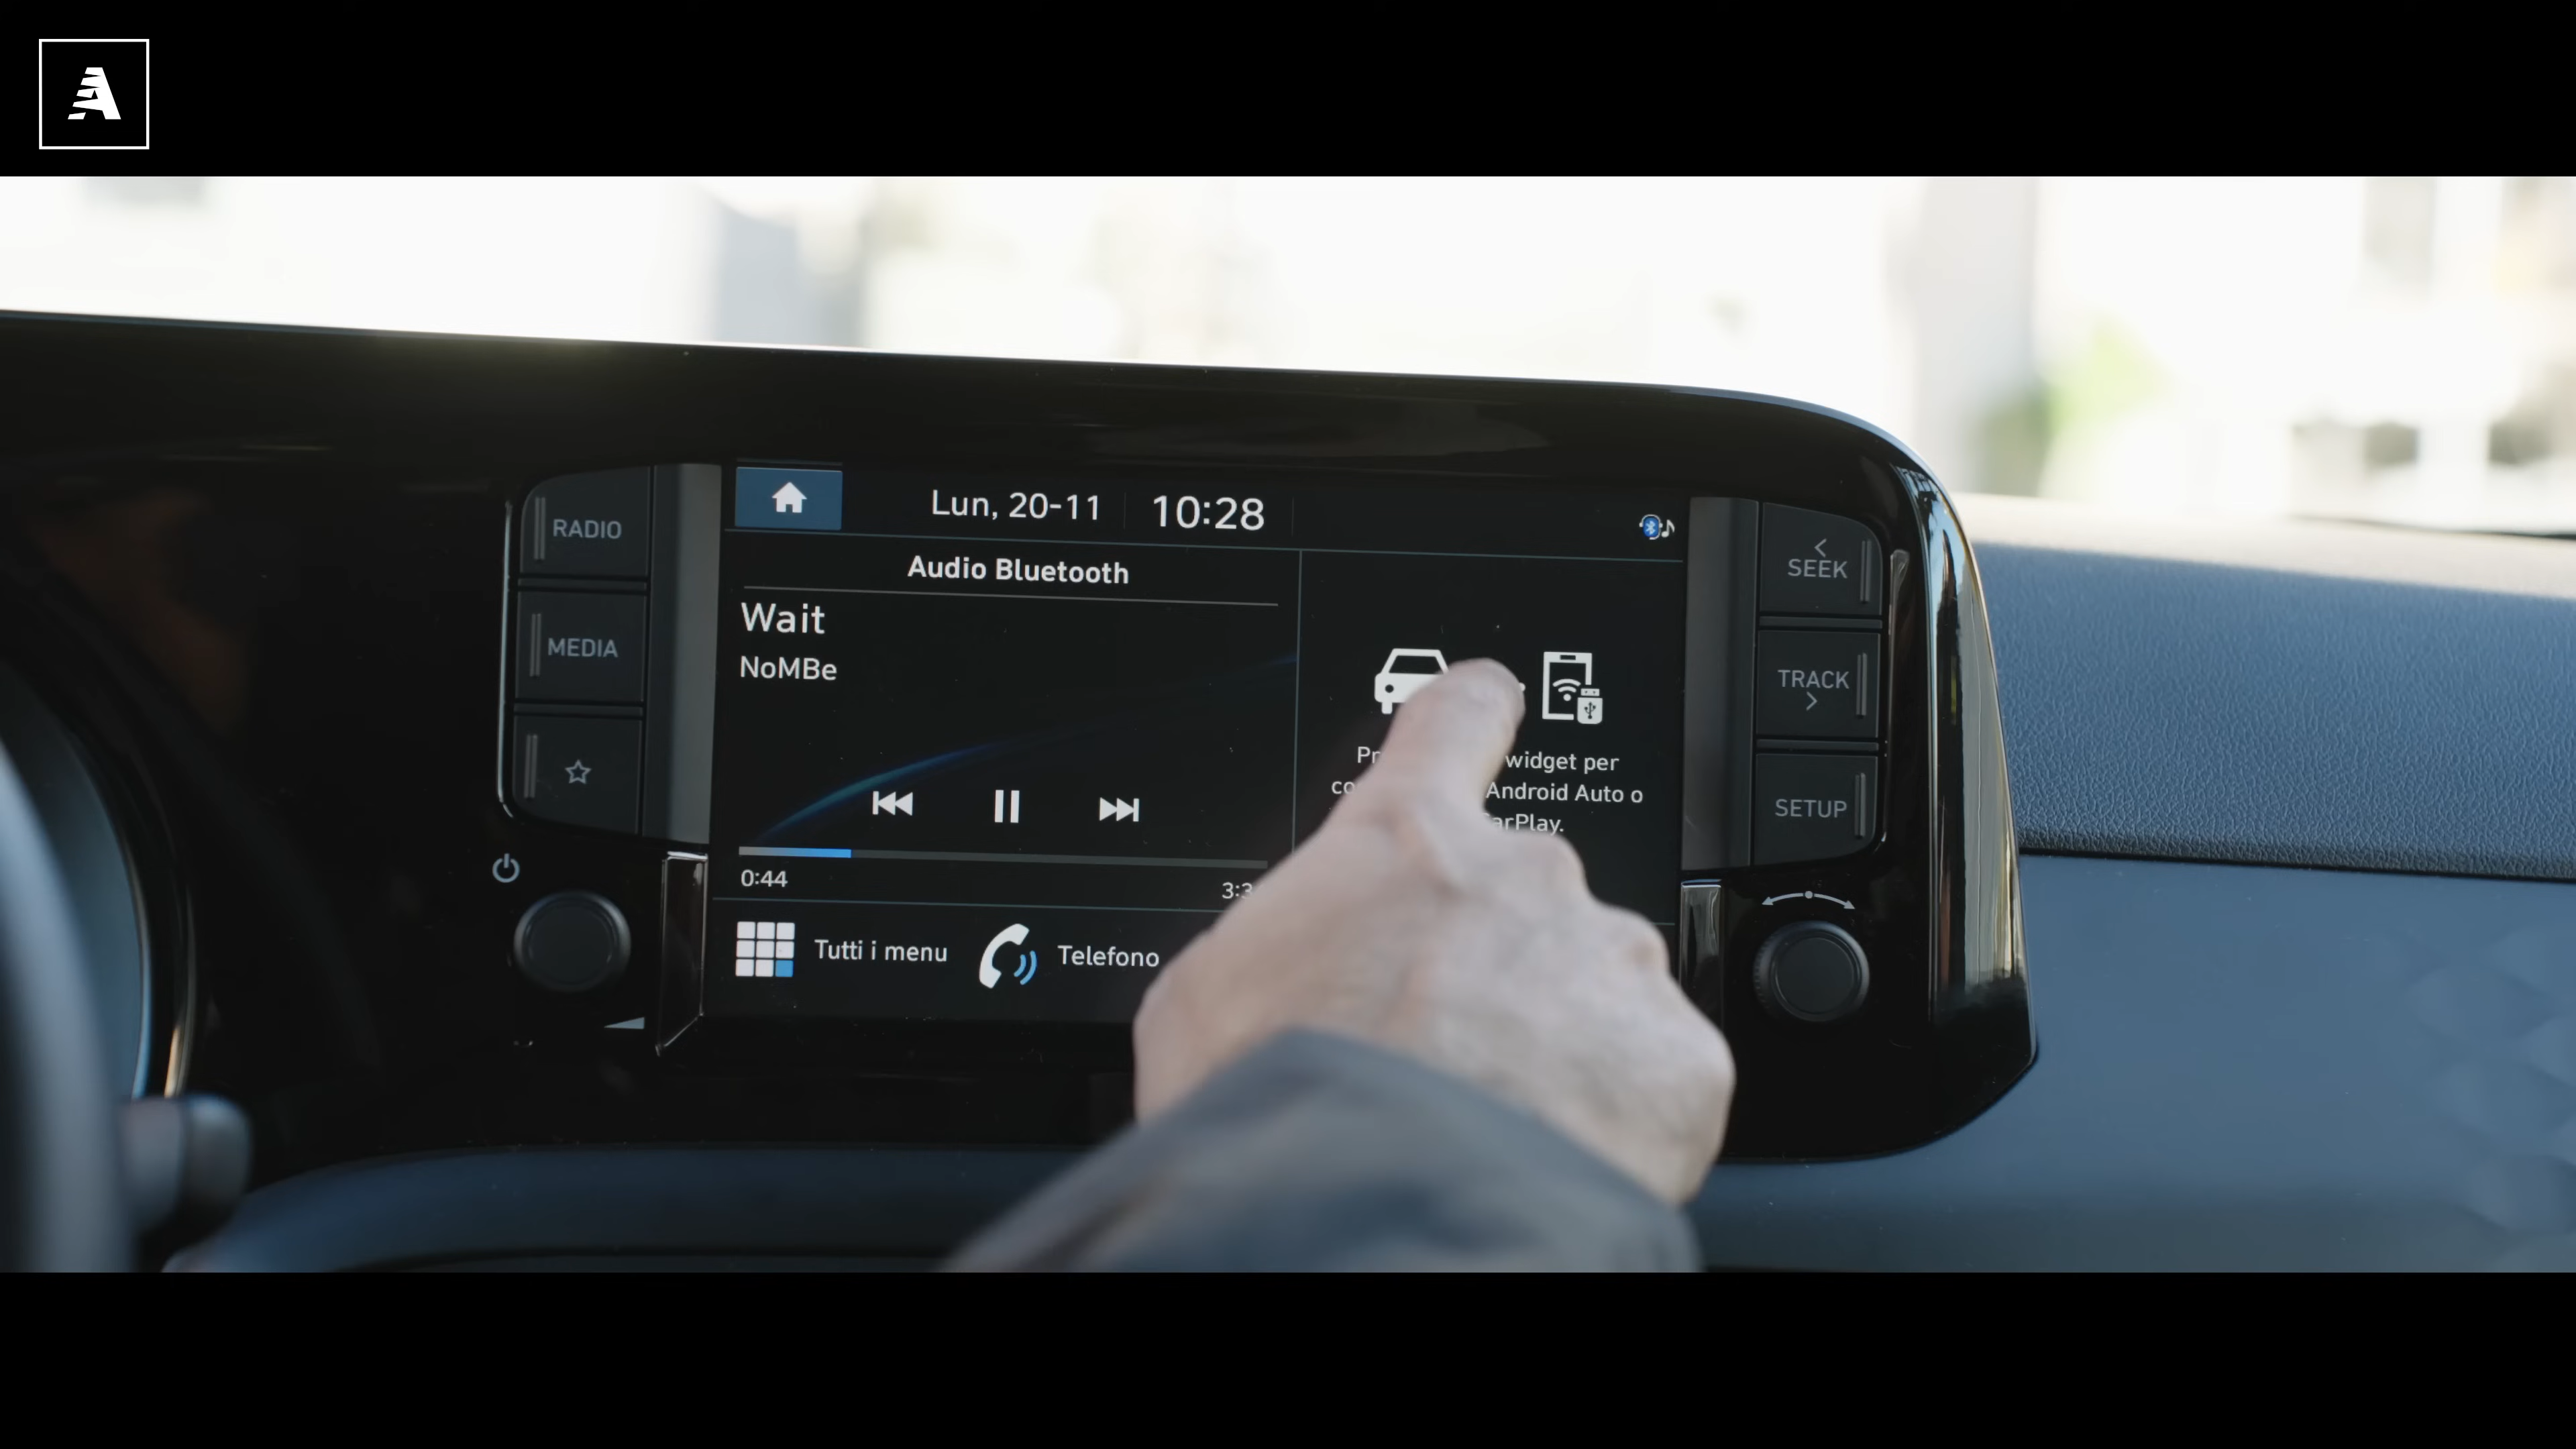 A
RADIO
MEDIA
Lun, 20-11
10:28
Audio Bluetooth
Wait
NoMBe
0:44
Tutti i menu
Telefono
widget per
Android Auto o
SEEK
TRACK
SETUP